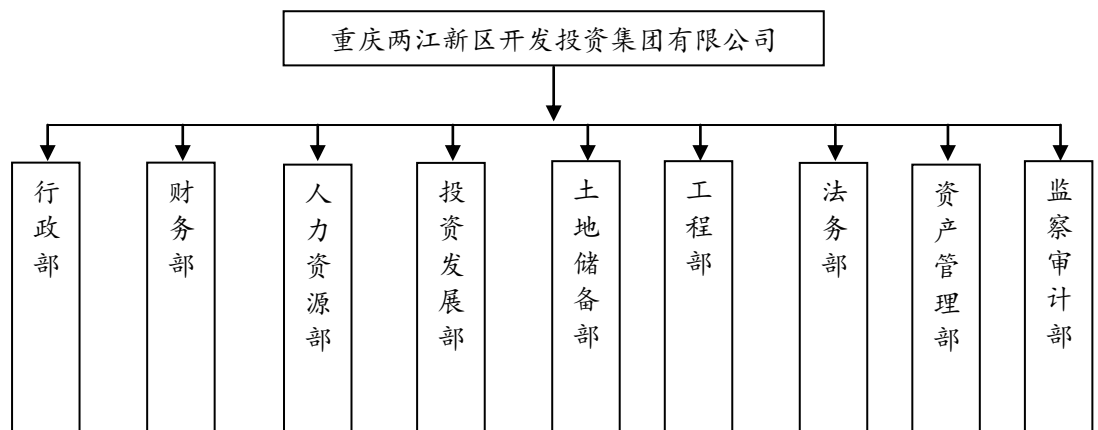 重庆两江新区开发投资集团有限公司
行政部
财务部
人力资源部
投资发展部
土地储备部
工程部
法务部
资产管理部
监察审计部